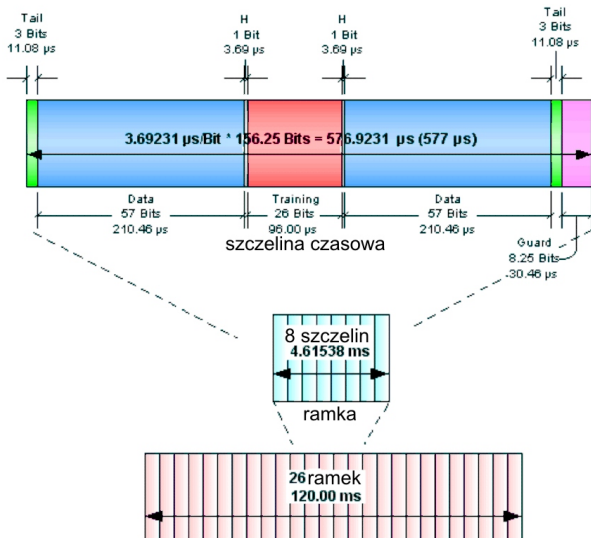 Tail
3 Bits
11.08 µs
H
1 Bit
3.69 µs
H
1 Bit
3.69 µs
Tail
3 Bits
11.08 µs
3.69231 µs/Bit * 156.25 Bits = 576.9231 µs (577 µs)
Data
57 Bits
210.46 µs
Training
26 Bits
96.00 µs
Data
57 Bits
210.46 µs
Guard
8.25 Bits
30.46 µs
szczelina czasowa
8 szczelin
4.61538 ms
ramka
26 ramek
120.00 ms